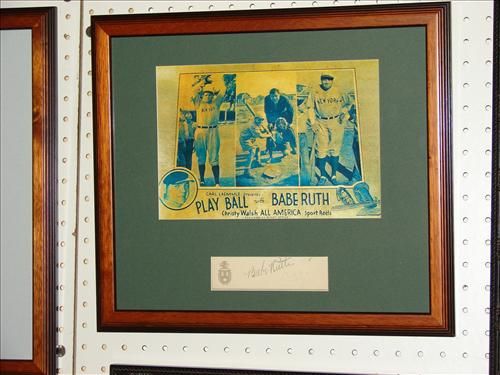 NEW YORK
CARL LAEMMLE presents
PLAY BALL with BABE RUTH
Christy Walsh ALL AMERICA Sport Reels
Babe Ruth